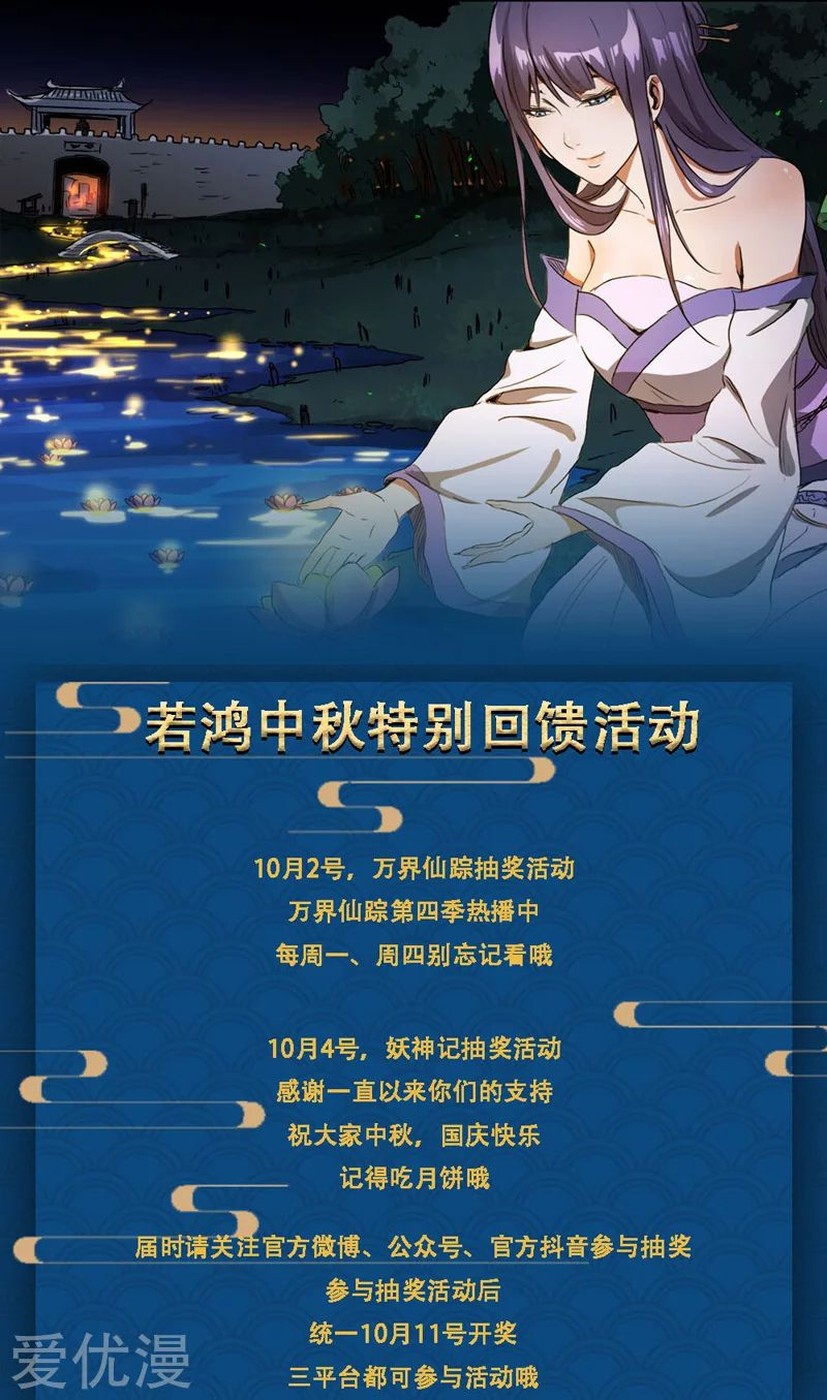 若鸿中秋特别回馈活动
10月2号，万界仙踪抽奖活动
万界仙踪第四季热播中
每周一、周四别忘记看哦
10月4号，妖神记抽奖活动
感谢一直以来你们的支持
祝大家中秋，国庆快乐
记得吃月饼哦
届时请关注官方微博、公众号、官方抖音参与抽奖
参与抽奖活动后
统一10月11号开奖
三平台都可参与活动哦
爱优漫